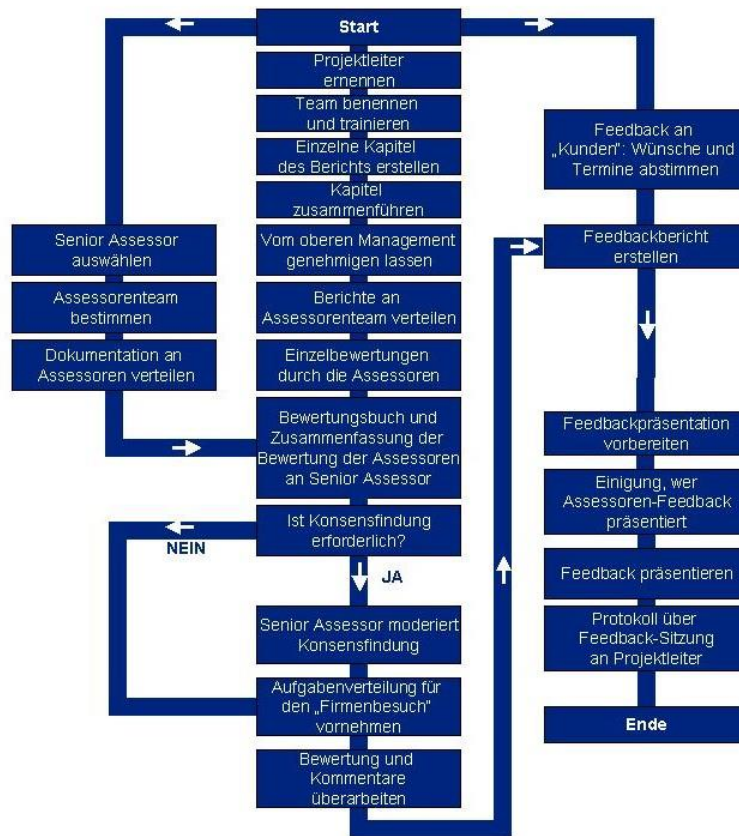 Start
Projektleiter
ernennen
Team benennen
und trainieren
Einzelne Kapitel
des Berichts erstellen
Kapitel
zusammenführen
Vom oberen Management
genehmigen lassen
Berichte an
Assessorenteam verteilen
Einzelbewertungen
durch die Assessoren
Senior Assessor
auswählen
Assessorenteam
bestimmen
Dokumentation an
Assessoren verteilen
Bewertungsbuch und
Zusammenfassung der
Bewertung der Assessoren
an Senior Assessor
Ist Konsensfindung
erforderlich?
NEIN
JA
Senior Assessor moderiert
Konsensfindung
Aufgabenverteilung für
den „Firmenbesuch"
vornehmen
Bewertung und
Kommentare
überarbeiten
Feedback an
„Kunden": Wünsche und
Termine abstimmen
Feedbackbericht
erstellen
Feedbackpräsentation
vorbereiten
Einigung, wer
Assessoren-Feedback
präsentiert
Feedback präsentieren
Protokoll über
Feedback-Sitzung
an Projektleiter
Ende